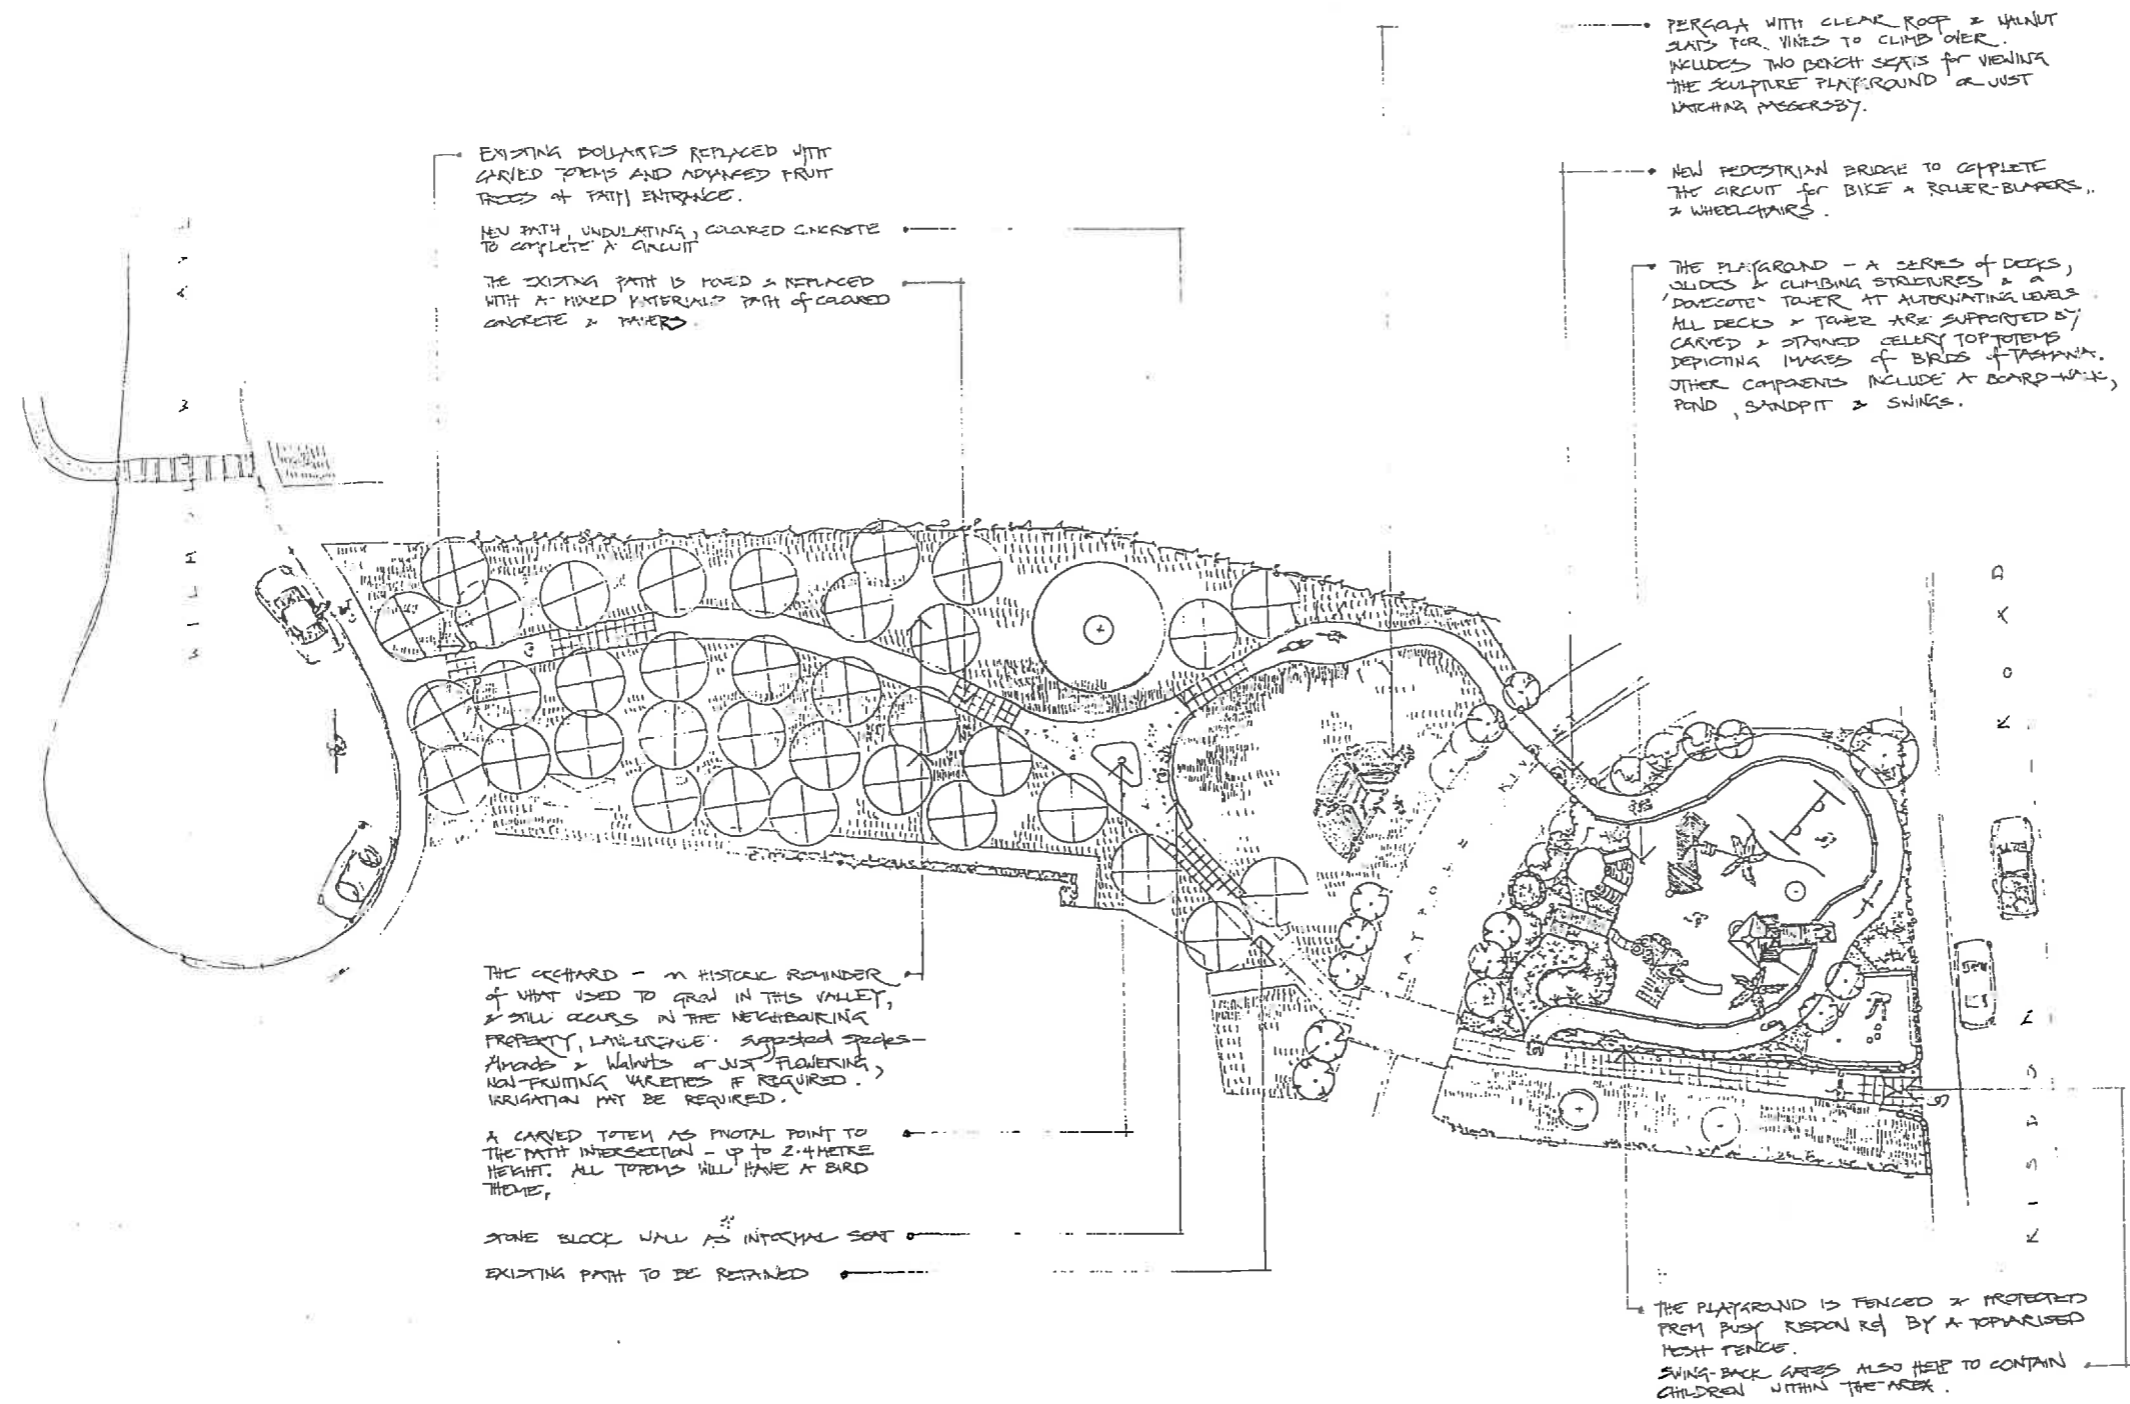 PERGOLA WITH CLEAR ROOF & WALNUT
SLATS FOR VINES TO CLIMB OVER.
INCLUDES TWO BENCH SEATS for VIEWING
THE SCULPTURE PLAYGROUND or JUST
WATCHING PASSERSBY.
EXISTING BOLLARDS REPLACED WITH
CARVED TOTEMS AND ADVANCED FRUIT
TREES at PATH ENTRANCE.
NEW PATH, UNDULATING, COLOURED CONCRETE
TO COMPLETE A CIRCUIT
THE EXISTING PATH IS MOVED & REPLACED
WITH A MIXED MATERIALS PATH of COLOURED
CONCRETE & PAVERS.
NEW PEDESTRIAN BRIDGE TO COMPLETE
THE CIRCUIT for BIKE & ROLLER-BLADERS,
& WHEELCHAIRS.
THE PLAYGROUND - A SERIES of DECKS,
SLIDES & CLIMBING STRUCTURES & a
'DOVECOTE' TOWER AT ALTERNATING LEVELS
ALL DECKS & TOWER ARE SUPPORTED BY
CARVED & STAINED CELERY TOP TOTEMS
DEPICTING IMAGES of BIRDS of TASMANIA.
OTHER COMPONENTS INCLUDE A BOARD-WALK,
POND, SANDPIT & SWINGS.
THE ORCHARD - an HISTORIC REMINDER
of WHAT USED TO GROW IN THIS VALLEY,
& STILL OCCURS IN THE NEIGHBOURING
PROPERTY, suggested species-
Almonds & Walnuts or JUST FLOWERING,
NON-FRUITING VARIETIES IF REQUIRED.
IRRIGATION MAY BE REQUIRED.
A CARVED TOTEM AS PIVOTAL POINT TO
THE PATH INTERSECTION - up to 2.4 METRE
HEIGHT. ALL TOTEMS WILL HAVE A BIRD
THEME,
STONE BLOCK WALL AS INFORMAL SEAT
EXISTING PATH TO BE RETAINED
THE PLAYGROUND IS FENCED & PROTECTED
FROM BUSY RISDON Rd BY A TOPIARISED
MESH FENCE.
SWING-BACK GATES ALSO HELP TO CONTAIN
CHILDREN WITHIN THE AREA.